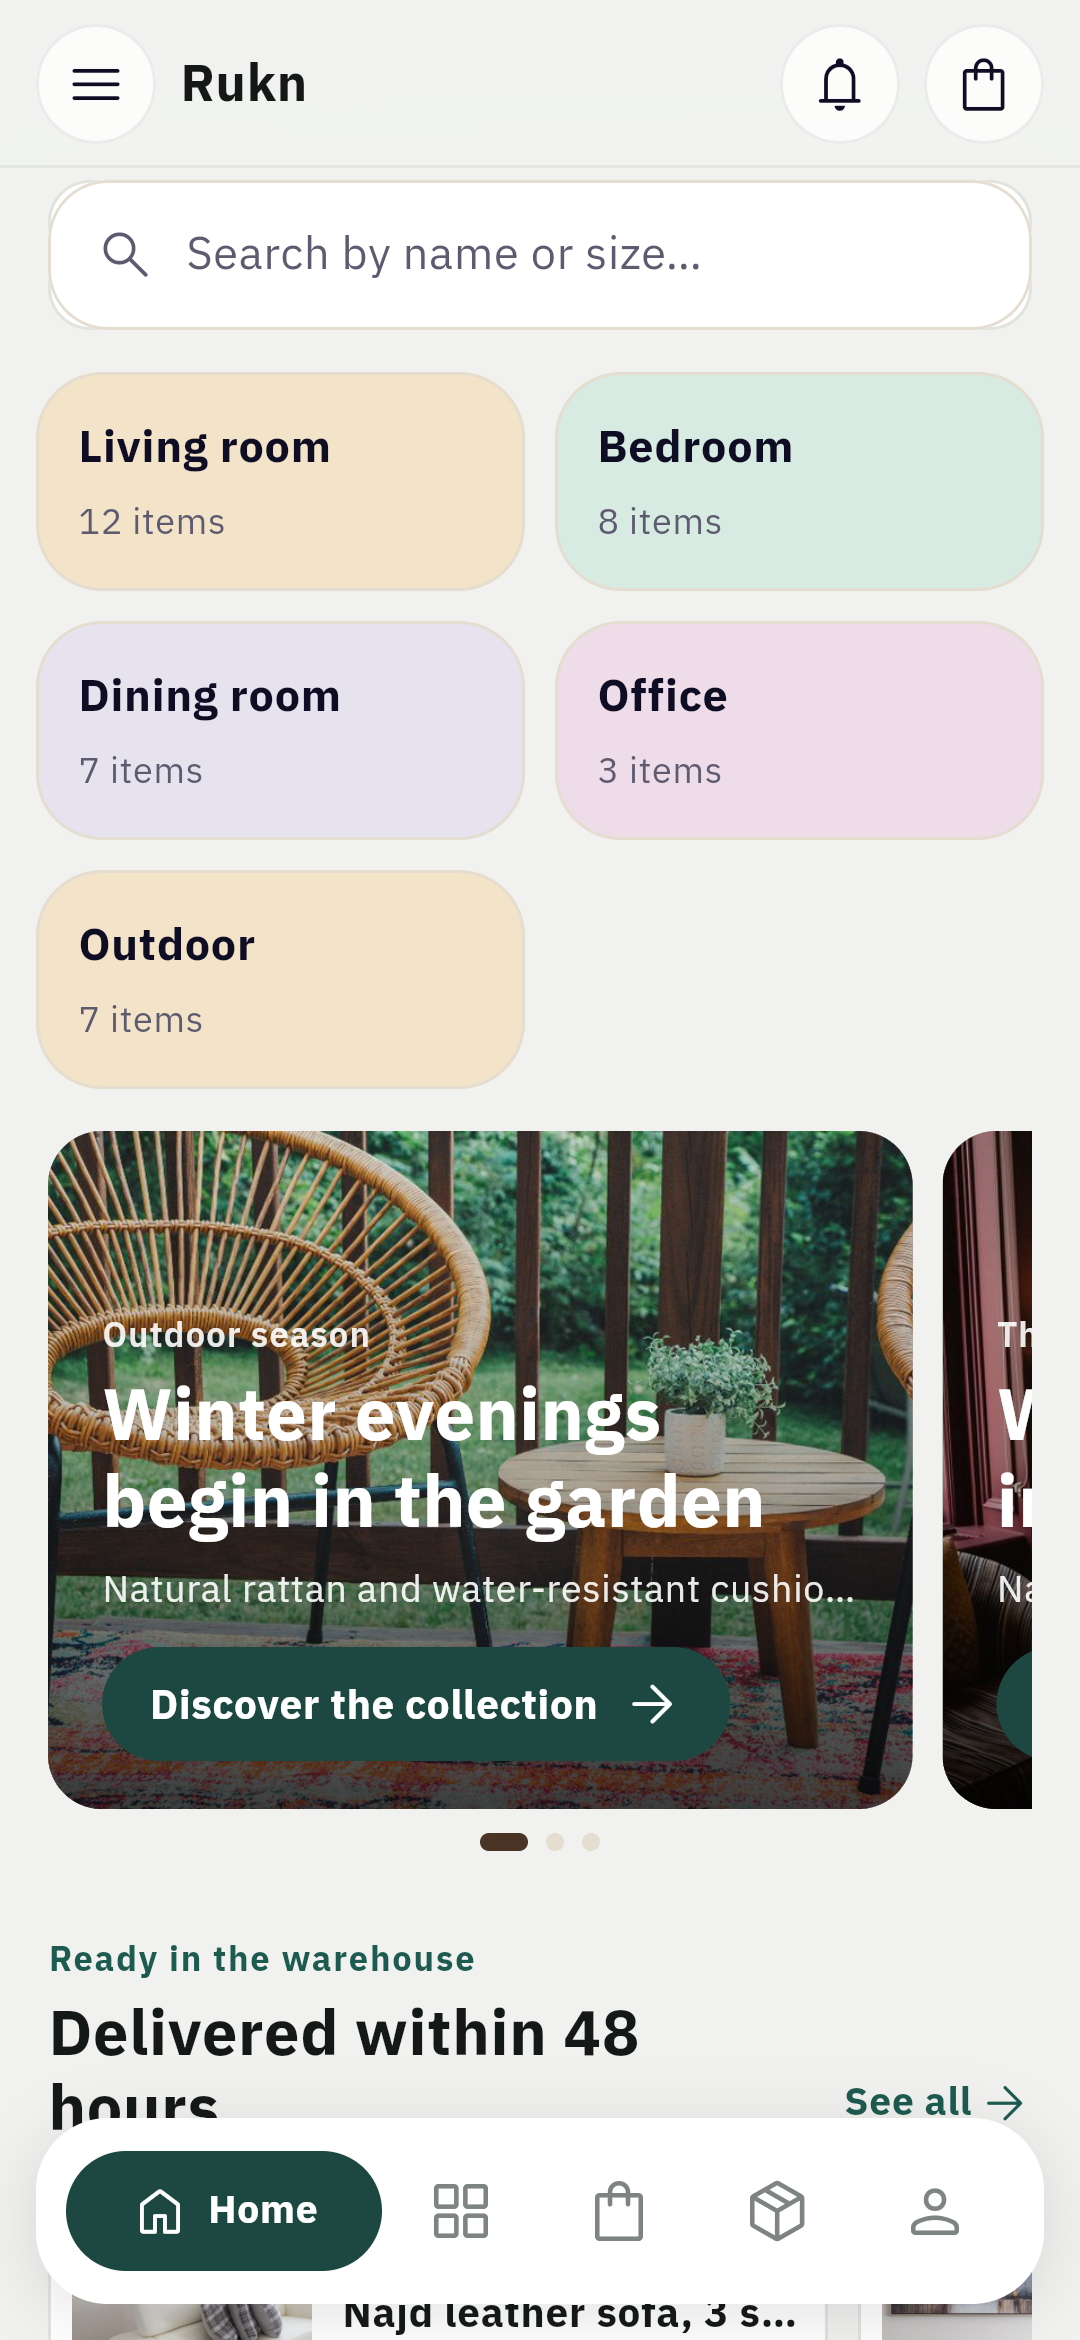 Rukn
Search by name or size...
Living room
12 items
Bedroom
8 items
Dining room
7 items
Office
3 items
Outdoor
7 items
Outdoor season
Winter evenings
begin in the garden
Natural rattan and water-resistant cushio...
Discover the collection
Ready in the warehouse
Delivered within 48
hours
See all
Home
Najd leather sofa, 3 s...